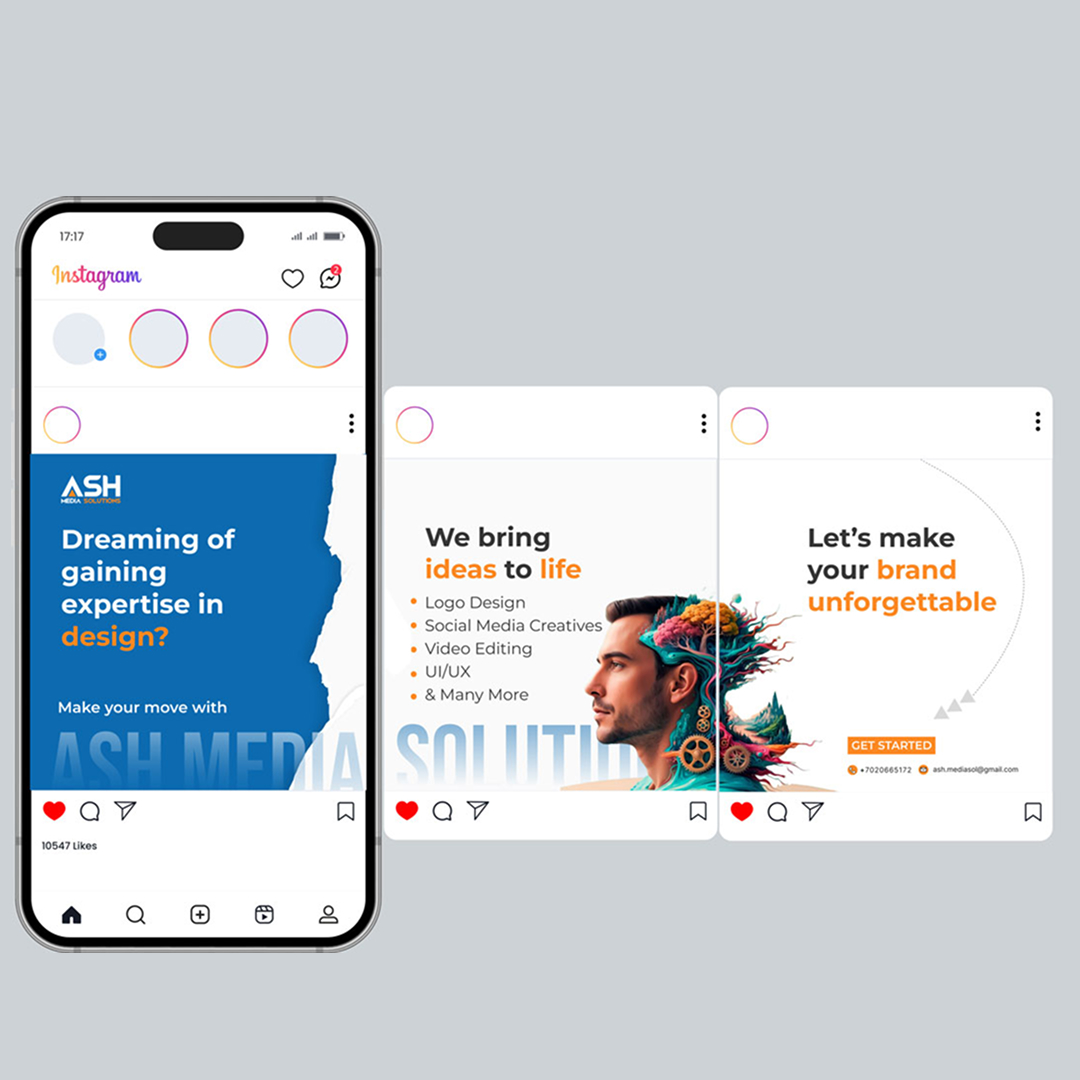 17:17
Instagram
2
ASH
MEDIA SOLUTIONS
Dreaming of
gaining
expertise in
design?
Make your move with
ASH MEDIA SOLUTI
10547 Likes
We bring
ideas to life
Logo Design
Social Media Creatives
Video Editing
UI/UX
& Many More
Let's make
your brand
unforgettable
GET STARTED
+7020665172 ash.mediasol@gmail.com